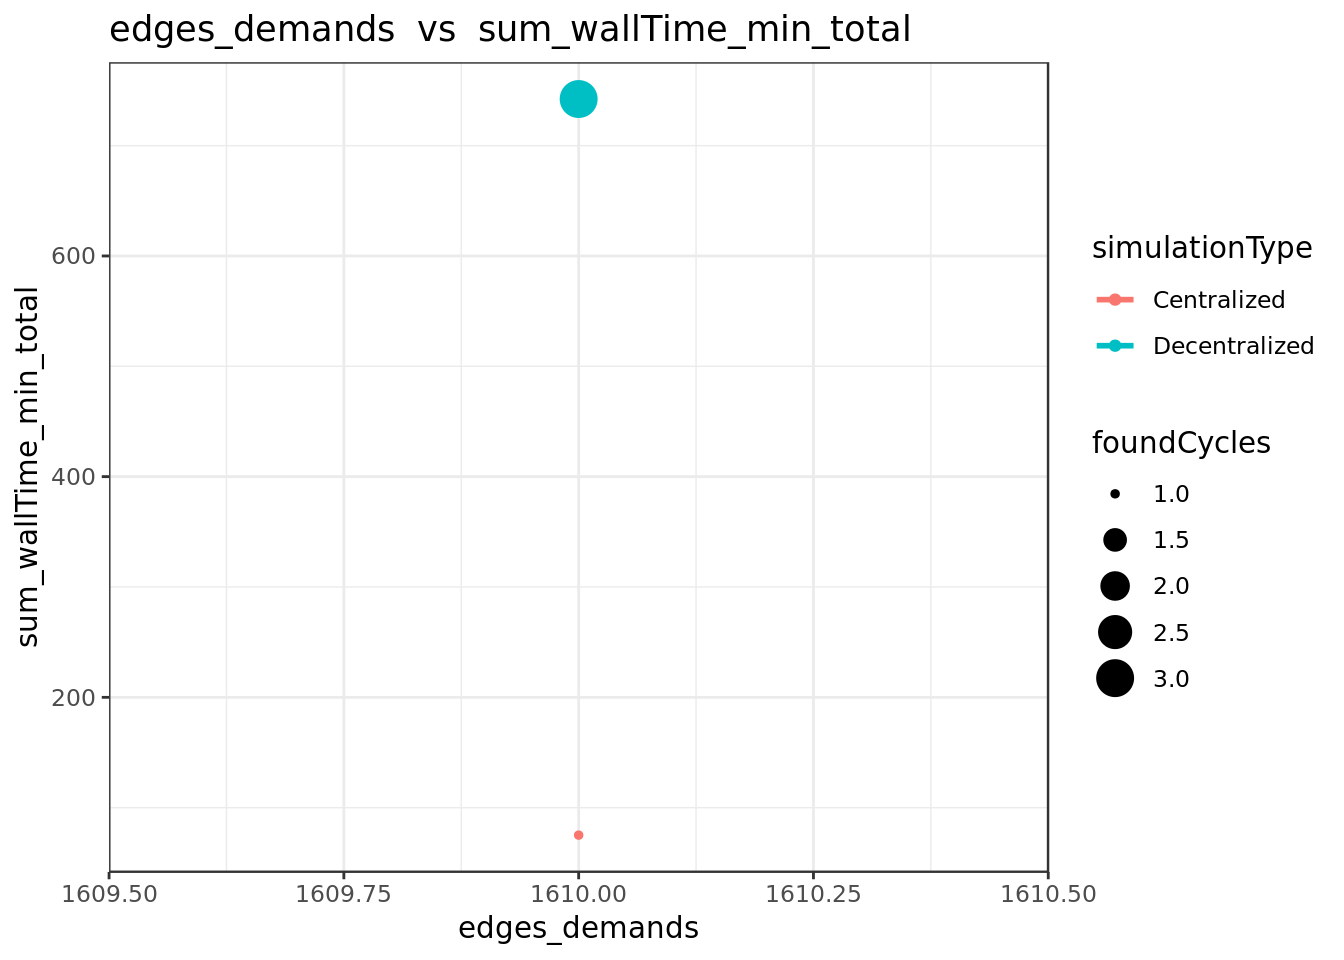 edges_demands  vs  sum_wallTime_min_total
sum_wallTime_min_total
600
400
200
1609.50
1609.75
1610.00
1610.25
1610.50
edges_demands
simulationType
Centralized
Decentralized
foundCycles
1.0
1.5
2.0
2.5
3.0